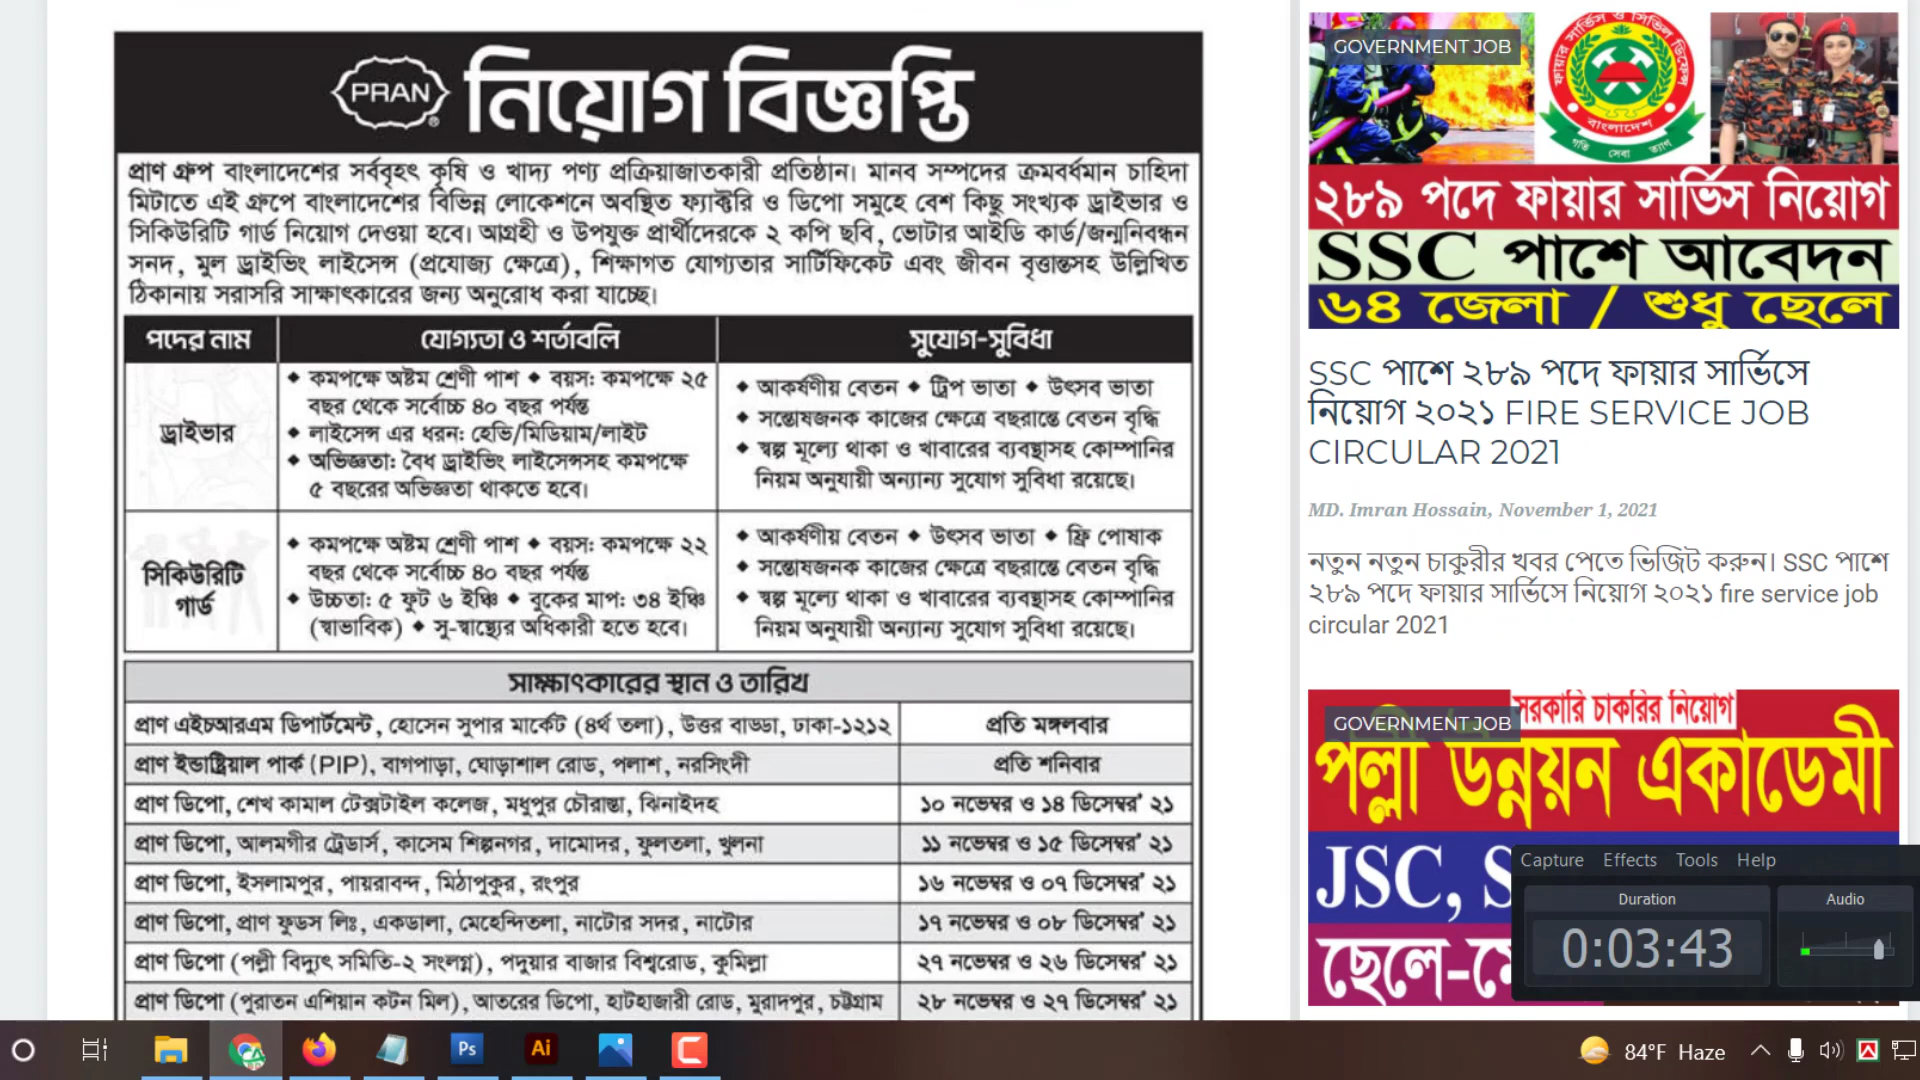 PRAN
নিয়োগ বিজ্ঞপ্তি
প্রাণ গ্রুপ বাংলাদেশের সর্ববৃহৎ কৃষি ও খাদ্য পণ্য প্রক্রিয়াজাতকারী প্রতিষ্ঠান। মানব সম্পদের ক্রমবর্ধমান চাহিদা
মিটাতে এই গ্রুপে বাংলাদেশের বিভিন্ন লোকেশনে অবস্থিত ফ্যাক্টরি ও ডিপো সমূহে বেশ কিছু সংখ্যক ড্রাইভার ও
সিকিউরিটি গার্ড নিয়োগ দেওয়া হবে। আগ্রহী ও উপযুক্ত প্রার্থীদেরকে ২ কপি ছবি, ভোটার আইডি কার্ড/জন্মনিবন্ধন
সনদ, মুল ড্রাইভিং লাইসেন্স (প্রযোজ্য ক্ষেত্রে), শিক্ষাগত যোগ্যতার সার্টিফিকেট এবং জীবন বৃত্তান্তসহ উল্লিখিত
ঠিকানায় সরাসরি সাক্ষাৎকারের জন্য অনুরোধ করা যাচ্ছে।
পদের নাম
যোগ্যতা ও শর্তাবলি
সুযোগ-সুবিধা
ড্রাইভার
◆ কমপক্ষে অষ্টম শ্রেণী পাশ ◆ বয়স: কমপক্ষে ২৫
বছর থেকে সর্বোচ্চ ৪০ বছর পর্যন্ত
◆ লাইসেন্স এর ধরন: হেভি/মিডিয়াম/লাইট
◆ অভিজ্ঞতা: বৈধ ড্রাইভিং লাইসেন্সসহ কমপক্ষে
৫ বছরের অভিজ্ঞতা থাকতে হবে।
◆ আকর্ষণীয় বেতন ◆ ট্রিপ ভাতা ◆ উৎসব ভাতা
◆ সন্তোষজনক কাজের ক্ষেত্রে বছরান্তে বেতন বৃদ্ধি
◆ স্বল্প মূল্যে থাকা ও খাবারের ব্যবস্থাসহ কোম্পানির
নিয়ম অনুযায়ী অন্যান্য সুযোগ সুবিধা রয়েছে।
সিকিউরিটি
গার্ড
◆ কমপক্ষে অষ্টম শ্রেণী পাশ ◆ বয়স: কমপক্ষে ২২
বছর থেকে সর্বোচ্চ ৪০ বছর পর্যন্ত
◆ উচ্চতা: ৫ ফুট ৬ ইঞ্চি ◆ বুকের মাপ: ৩৪ ইঞ্চি
(স্বাভাবিক) ◆ সু-স্বাস্থ্যের অধিকারী হতে হবে।
◆ আকর্ষণীয় বেতন ◆ উৎসব ভাতা ◆ ফ্রি পোষাক
◆ সন্তোষজনক কাজের ক্ষেত্রে বছরান্তে বেতন বৃদ্ধি
◆ স্বল্প মূল্যে থাকা ও খাবারের ব্যবস্থাসহ কোম্পানির
নিয়ম অনুযায়ী অন্যান্য সুযোগ সুবিধা রয়েছে।
সাক্ষাৎকারের স্থান ও তারিখ
প্রাণ এইচআরএম ডিপার্টমেন্ট, হোসেন সুপার মার্কেট (৪র্থ তলা), উত্তর বাড্ডা, ঢাকা-১২১২ প্রতি মঙ্গলবার
প্রাণ ইন্ডাষ্ট্রিয়াল পার্ক (PIP), বাগপাড়া, ঘোড়াশাল রোড, পলাশ, নরসিংদী প্রতি শনিবার
প্রাণ ডিপো, শেখ কামাল টেক্সটাইল কলেজ, মধুপুর চৌরাস্তা, ঝিনাইদহ ১০ নভেম্বর ও ১৪ ডিসেম্বর' ২১
প্রাণ ডিপো, আলমগীর ট্রেডার্স, কাসেম শিল্পনগর, দামোদর, ফুলতলা, খুলনা ১১ নভেম্বর ও ১৫ ডিসেম্বর' ২১
প্রাণ ডিপো, ইসলামপুর, পায়রাবন্দ, মিঠাপুকুর, রংপুর ১৬ নভেম্বর ও ০৭ ডিসেম্বর' ২১
প্রাণ ডিপো, প্রাণ ফুডস লিঃ, একডালা, মেহেন্দিতলা, নাটোর সদর, নাটোর ১৭ নভেম্বর ও ০৮ ডিসেম্বর' ২১
প্রাণ ডিপো (পল্লী বিদ্যুৎ সমিতি-২ সংলগ্ন), পদুয়ার বাজার বিশ্বরোড, কুমিল্লা ২৭ নভেম্বর ও ২৬ ডিসেম্বর' ২১
প্রাণ ডিপো (পুরাতন এশিয়ান কটন মিল), আতরের ডিপো, হাটহাজারী রোড, মুরাদপুর, চট্টগ্রাম ২৮ নভেম্বর ও ২৭ ডিসেম্বর' ২১
GOVERNMENT JOB
ফায়ার সার্ভিস ও সিভিল ডিফেন্স
বাংলাদেশ
গতি সেবা ত্যাগ
২৮৯ পদে ফায়ার সার্ভিস নিয়োগ
SSC পাশে আবেদন
৬৪ জেলা / শুধু ছেলে
SSC পাশে ২৮৯ পদে ফায়ার সার্ভিসে
নিয়োগ ২০২১ FIRE SERVICE JOB
CIRCULAR 2021
MD. Imran Hossain, November 1, 2021
নতুন নতুন চাকুরীর খবর পেতে ভিজিট করুন। SSC পাশে
২৮৯ পদে ফায়ার সার্ভিসে নিয়োগ ২০২১ fire service job
circular 2021
সরকারি চাকরির নিয়োগ
GOVERNMENT JOB
পল্লী উন্নয়ন একাডেমী
JSC, S
ছেলে-মে
Capture Effects Tools Help
Duration Audio
0:03:43
Ps Ai 84°F Haze